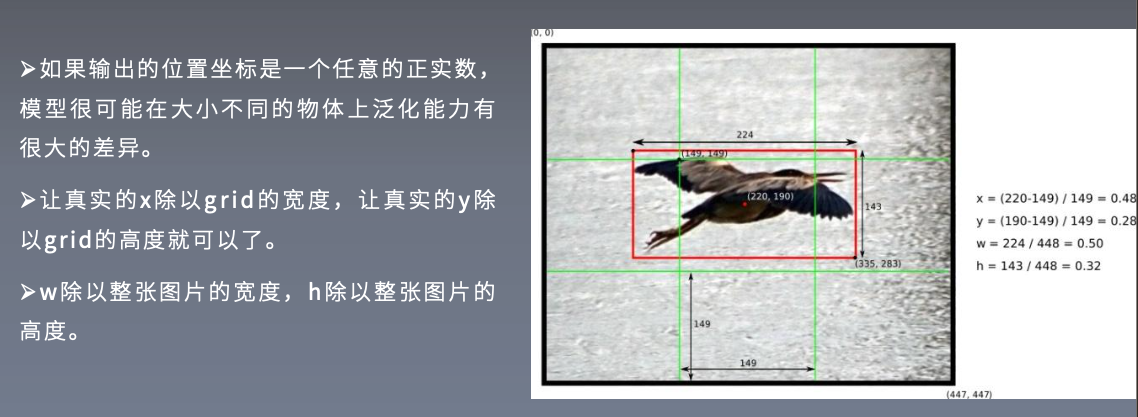 ➢如果输出的位置坐标是一个任意的正实数，
模型很可能在大小不同的物体上泛化能力有
很大的差异。
➢让真实的x除以grid的宽度，让真实的y除
以grid的高度就可以了。
➢w除以整张图片的宽度，h除以整张图片的
高度。
(0, 0)
224
(149, 149)
(220, 190)
143
(335, 283)
149
149
(447, 447)
x = (220-149) / 149 = 0.48
y = (190-149) / 149 = 0.28
w = 224 / 448 = 0.50
h = 143 / 448 = 0.32